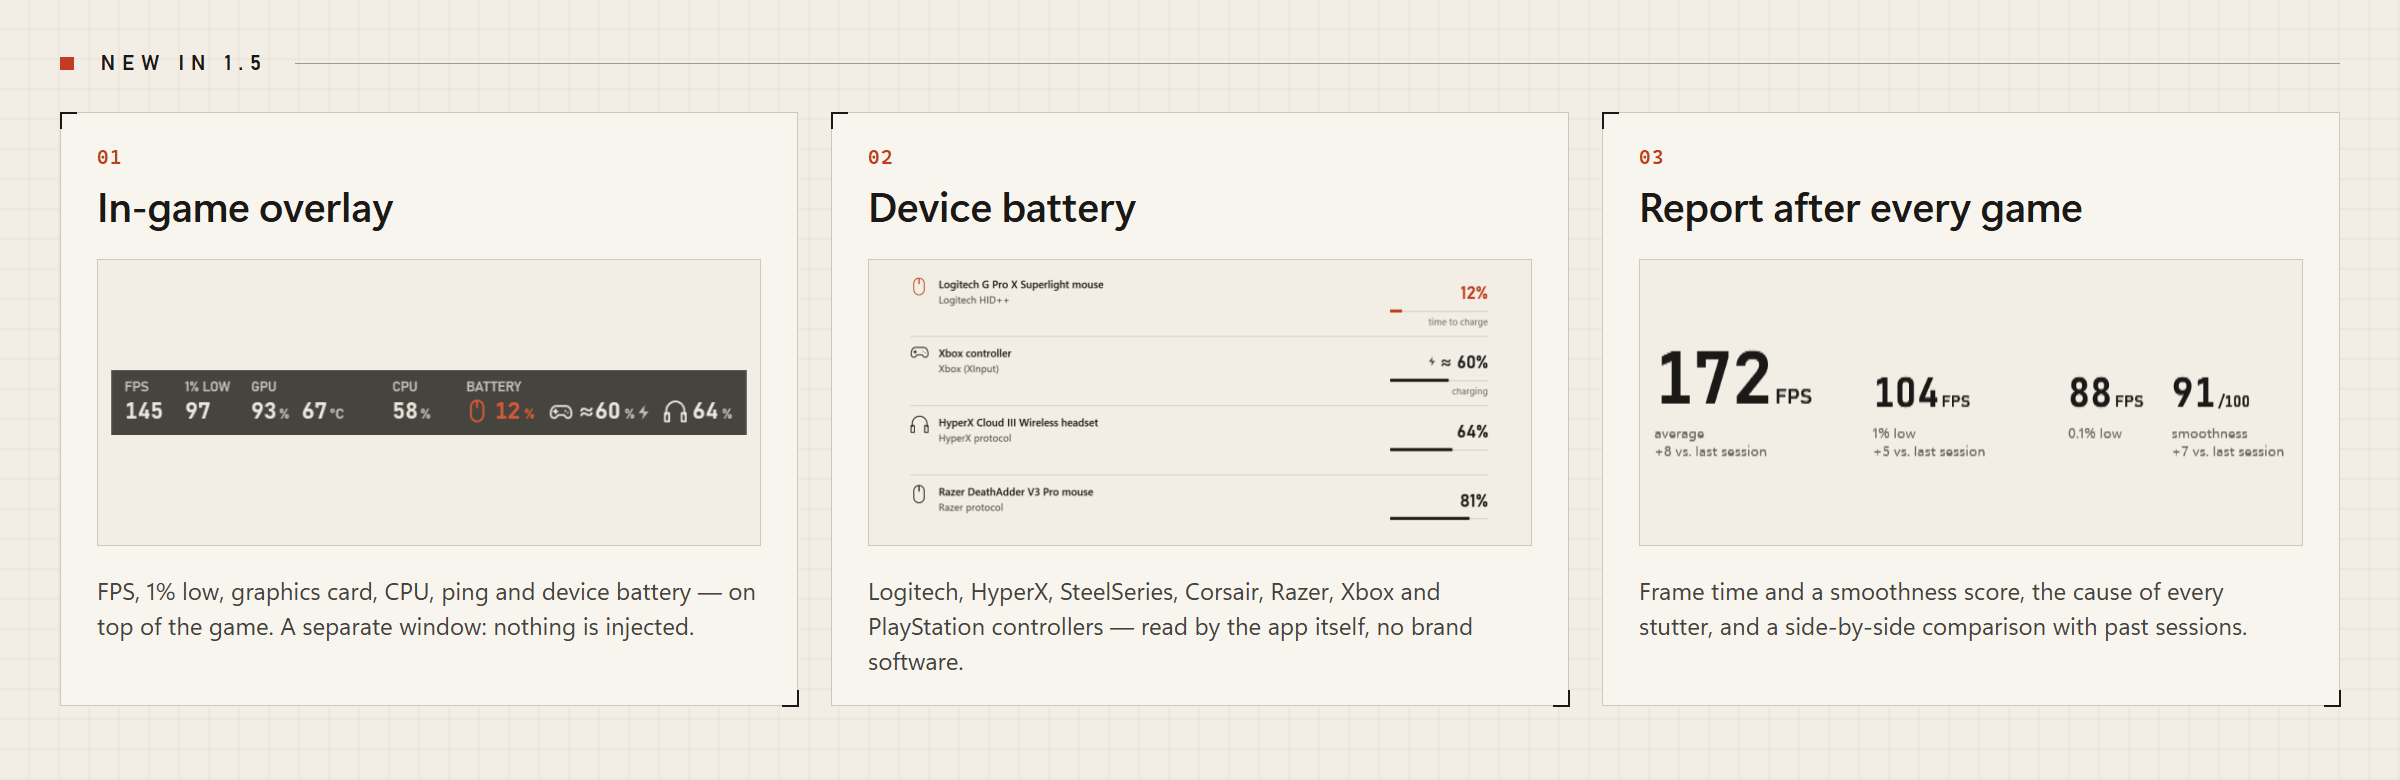 NEW IN 1.5
01
In-game overlay
FPS 1% LOW GPU CPU BATTERY
145 97 93% 67°C 58% 12% ≈60% 64%
FPS, 1% low, graphics card, CPU, ping and device battery — on
top of the game. A separate window: nothing is injected.
02
Device battery
Logitech G Pro X Superlight mouse
Logitech HID++
12%
time to charge
Xbox controller
Xbox (XInput)
≈ 60%
charging
HyperX Cloud III Wireless headset
HyperX protocol
64%
Razer DeathAdder V3 Pro mouse
Razer protocol
81%
Logitech, HyperX, SteelSeries, Corsair, Razer, Xbox and
PlayStation controllers — read by the app itself, no brand
software.
03
Report after every game
172 FPS 104 FPS 88 FPS 91 /100
average 1% low 0.1% low smoothness
+8 vs. last session +5 vs. last session +7 vs. last session
Frame time and a smoothness score, the cause of every
stutter, and a side-by-side comparison with past sessions.